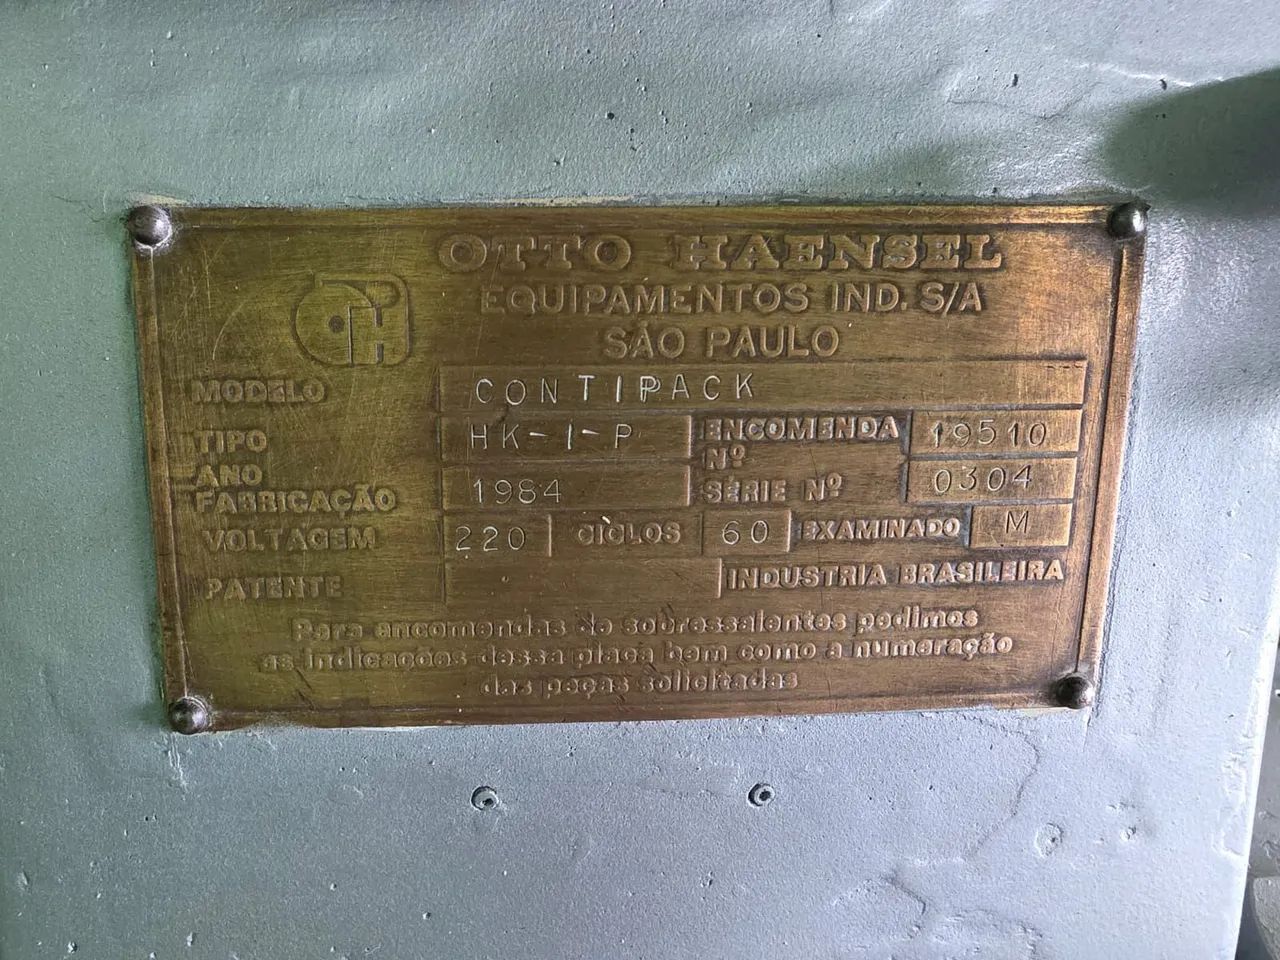 OTTO HAENSEL
EQUIPAMENTOS IND. S/A
SÃO PAULO
MODELO CONTIPACK
TIPO HK-1-P ENCOMENDA Nº 19510
ANO FABRICAÇÃO 1984 SÉRIE Nº 0304
VOLTAGEM 220 CICLOS 60 EXAMINADO M
PATENTE INDUSTRIA BRASILEIRA
Para encomendas de sobressalentes pedimos
as indicações dessa placa bem como a numeração
das peças solicitadas